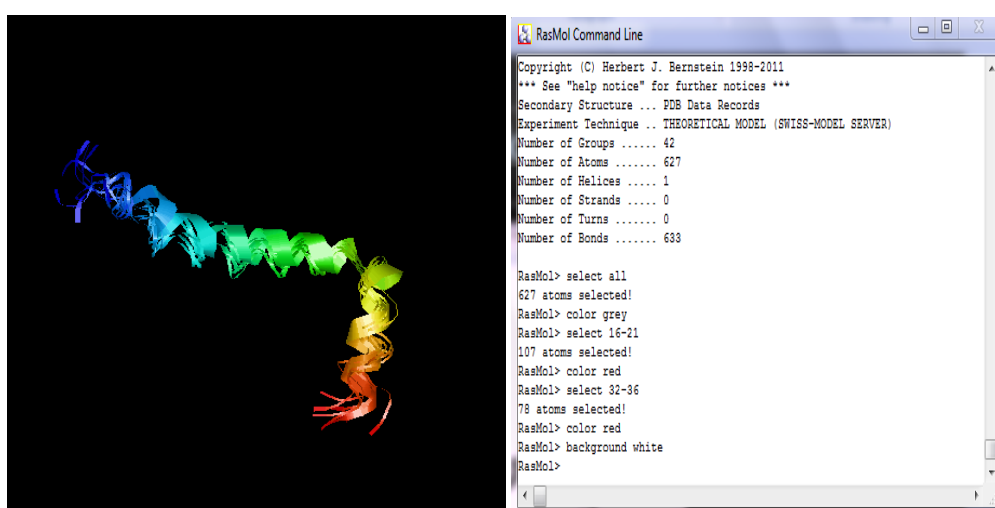 RasMol Command Line
Copyright (C) Herbert J. Bernstein 1998-2011
*** See "help notice" for further notices ***
Secondary Structure ... PDB Data Records
Experiment Technique .. THEORETICAL MODEL (SWISS-MODEL SERVER)
Number of Groups ...... 42
Number of Atoms ....... 627
Number of Helices ..... 1
Number of Strands ..... 0
Number of Turns ....... 0
Number of Bonds ....... 633
RasMol> select all
627 atoms selected!
RasMol> color grey
RasMol> select 16-21
107 atoms selected!
RasMol> color red
RasMol> select 32-36
78 atoms selected!
RasMol> color red
RasMol> background white
RasMol>